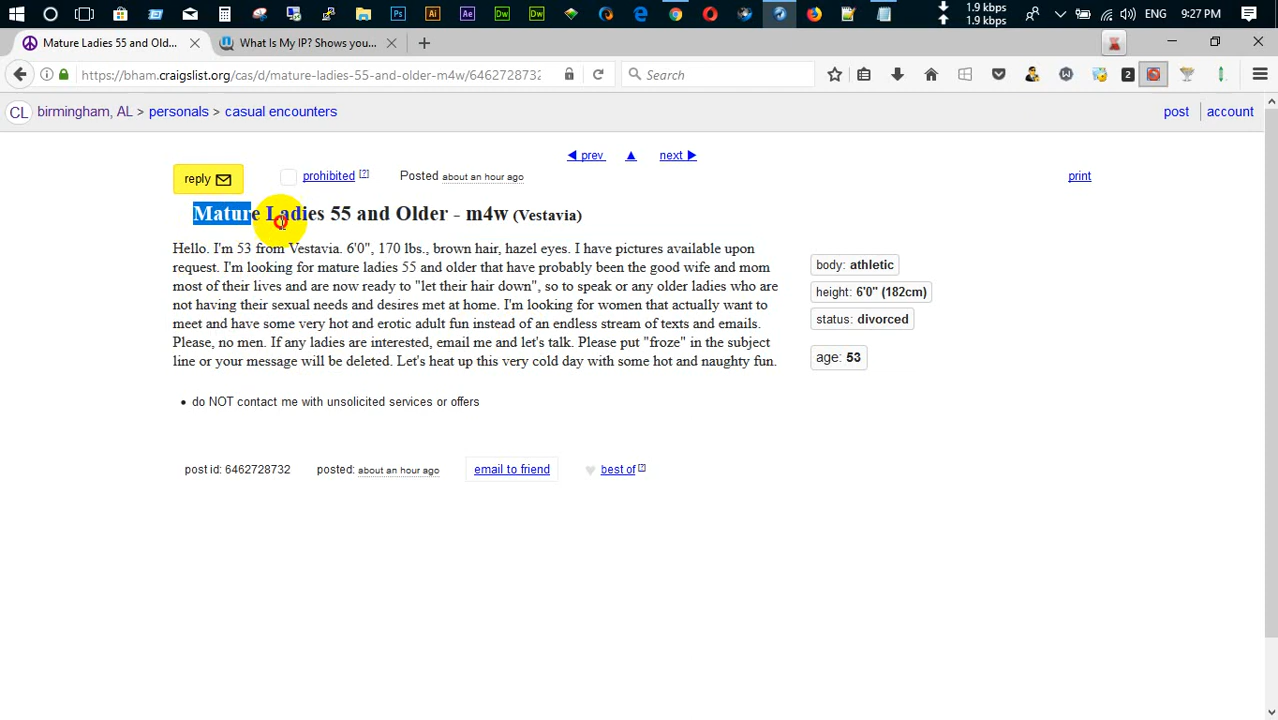 Ps Ai Ae Dw Dw 1.9 kB/s ENG 9:27 PM
1.9 kB/s
Mature Ladies 55 and Old... What Is My IP? Shows you...
https://bham.craigslist.org/cas/d/mature-ladies-55-and-older-m4w/6462728732 Search 2
CL birmingham, AL > personals > casual encounters post account
◀ prev ▲ next ▶
reply prohibited [?] Posted about an hour ago print
Mature Ladies 55 and Older - m4w (Vestavia)
Hello. I'm 53 from Vestavia. 6'0", 170 lbs., brown hair, hazel eyes. I have pictures available upon
request. I'm looking for mature ladies 55 and older that have probably been the good wife and mom
most of their lives and are now ready to "let their hair down", so to speak or any older ladies who are
not having their sexual needs and desires met at home. I'm looking for women that actually want to
meet and have some very hot and erotic adult fun instead of an endless stream of texts and emails.
Please, no men. If any ladies are interested, email me and let's talk. Please put "froze" in the subject
line or your message will be deleted. Let's heat up this very cold day with some hot and naughty fun.
body: athletic
height: 6'0" (182cm)
status: divorced
age: 53
• do NOT contact me with unsolicited services or offers
post id: 6462728732 posted: about an hour ago email to friend best of [?]